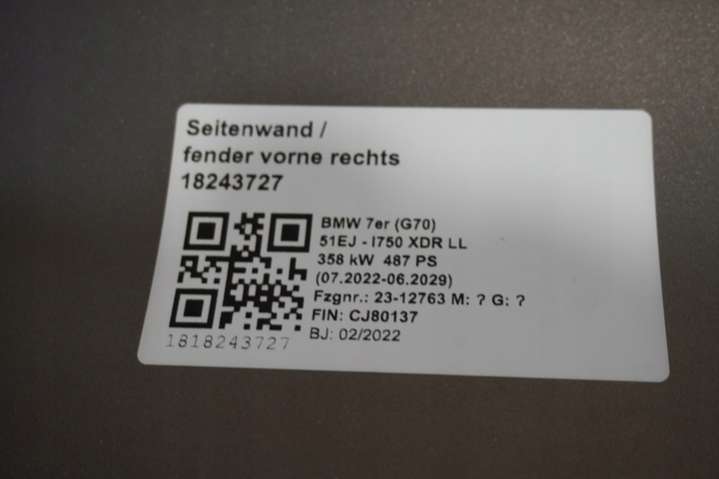 Seitenwand /
fender vorne rechts
18243727
BMW 7er (G70)
51EJ - I750 XDR LL
358 kW 487 PS
(07.2022-06.2029)
Fzgnr.: 23-12763 M: ? G: ?
FIN: CJ80137
BJ: 02/2022
1818243727